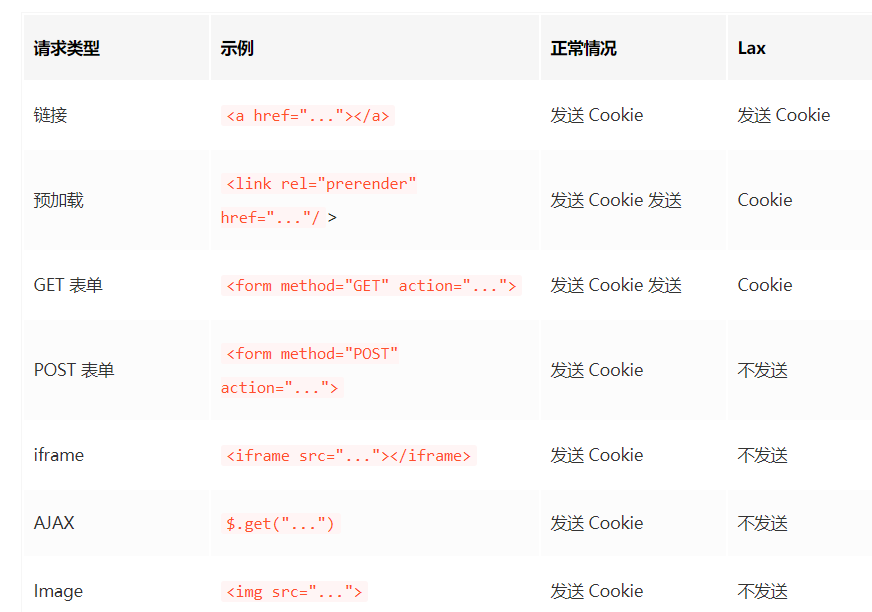 请求类型 示例 正常情况 Lax
链接 <a href="..."></a> 发送 Cookie 发送 Cookie
预加载 <link rel="prerender" href="..."/ > 发送 Cookie 发送 Cookie
GET 表单 <form method="GET" action="..."> 发送 Cookie 发送 Cookie
POST 表单 <form method="POST" action="..."> 发送 Cookie 不发送
iframe <iframe src="..."></iframe> 发送 Cookie 不发送
AJAX $.get("...") 发送 Cookie 不发送
Image <img src="..."> 发送 Cookie 不发送